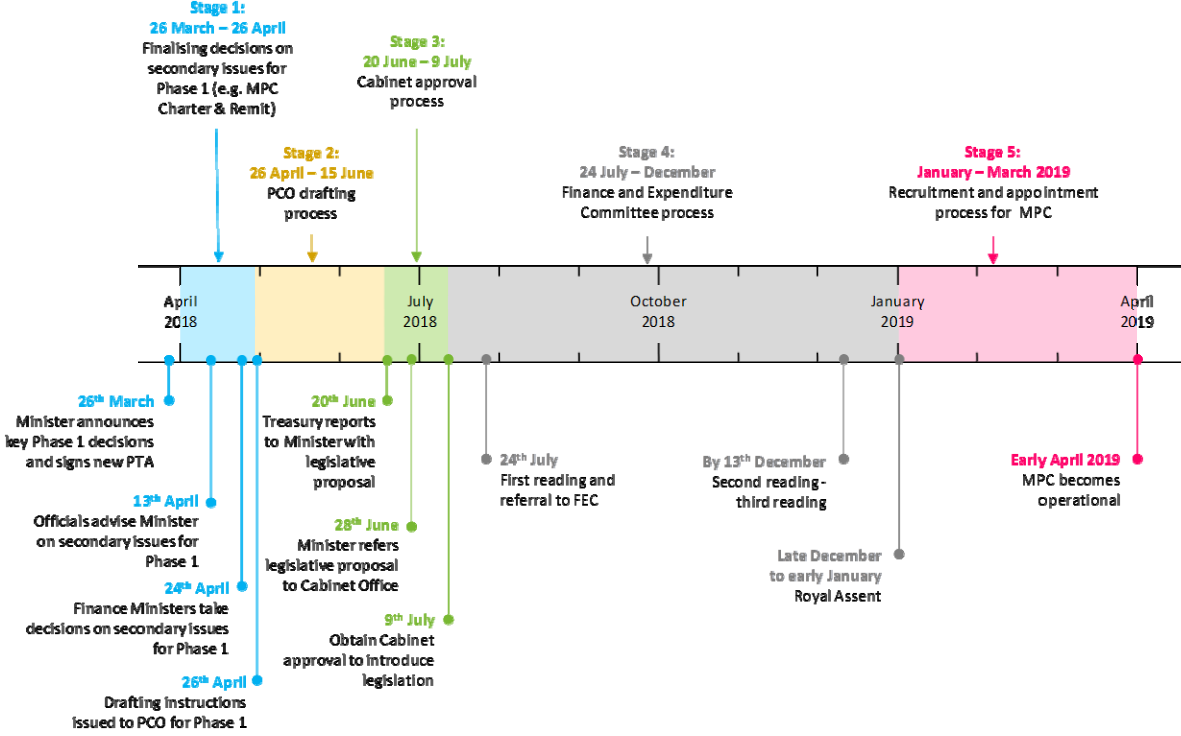 Stage 1:
26 March – 26 April
Finalising decisions on
secondary issues for
Phase 1 (e.g. MPC
Charter & Remit)
Stage 2:
26 April – 15 June
PCO drafting
process
Stage 3:
20 June – 9 July
Cabinet approval
process
Stage 4:
24 July – December
Finance and Expenditure
Committee process
Stage 5:
January – March 2019
Recruitment and appointment
process for MPC
April
2018
July
2018
October
2018
January
2019
April
2019
26th March
Minister announces
key Phase 1 decisions
and signs new PTA
13th April
Officials advise Minister
on secondary issues for
Phase 1
24th April
Finance Ministers take
decisions on secondary issues
for Phase 1
26th April
Drafting instructions
issued to PCO for Phase 1
20th June
Treasury reports
to Minister with
legislative
proposal
28th June
Minister refers
legislative proposal
to Cabinet Office
9th July
Obtain Cabinet
approval to introduce
legislation
24th July
First reading and
referral to FEC
By 13th December
Second reading-
third reading
Late December
to early January
Royal Assent
Early April 2019
MPC becomes
operational